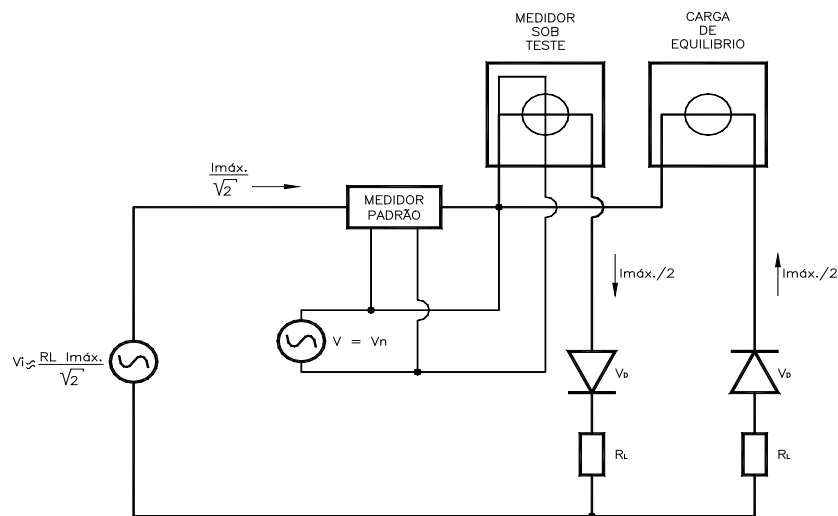 MEDIDOR
SOB
TESTE
CARGA
DE
EQUILIBRIO
Imáx.
√2
MEDIDOR
PADRÃO
Imáx./2
Imáx./2
V = Vn
Vi≈ RL Imáx.
√2
VD
VD
RL
RL